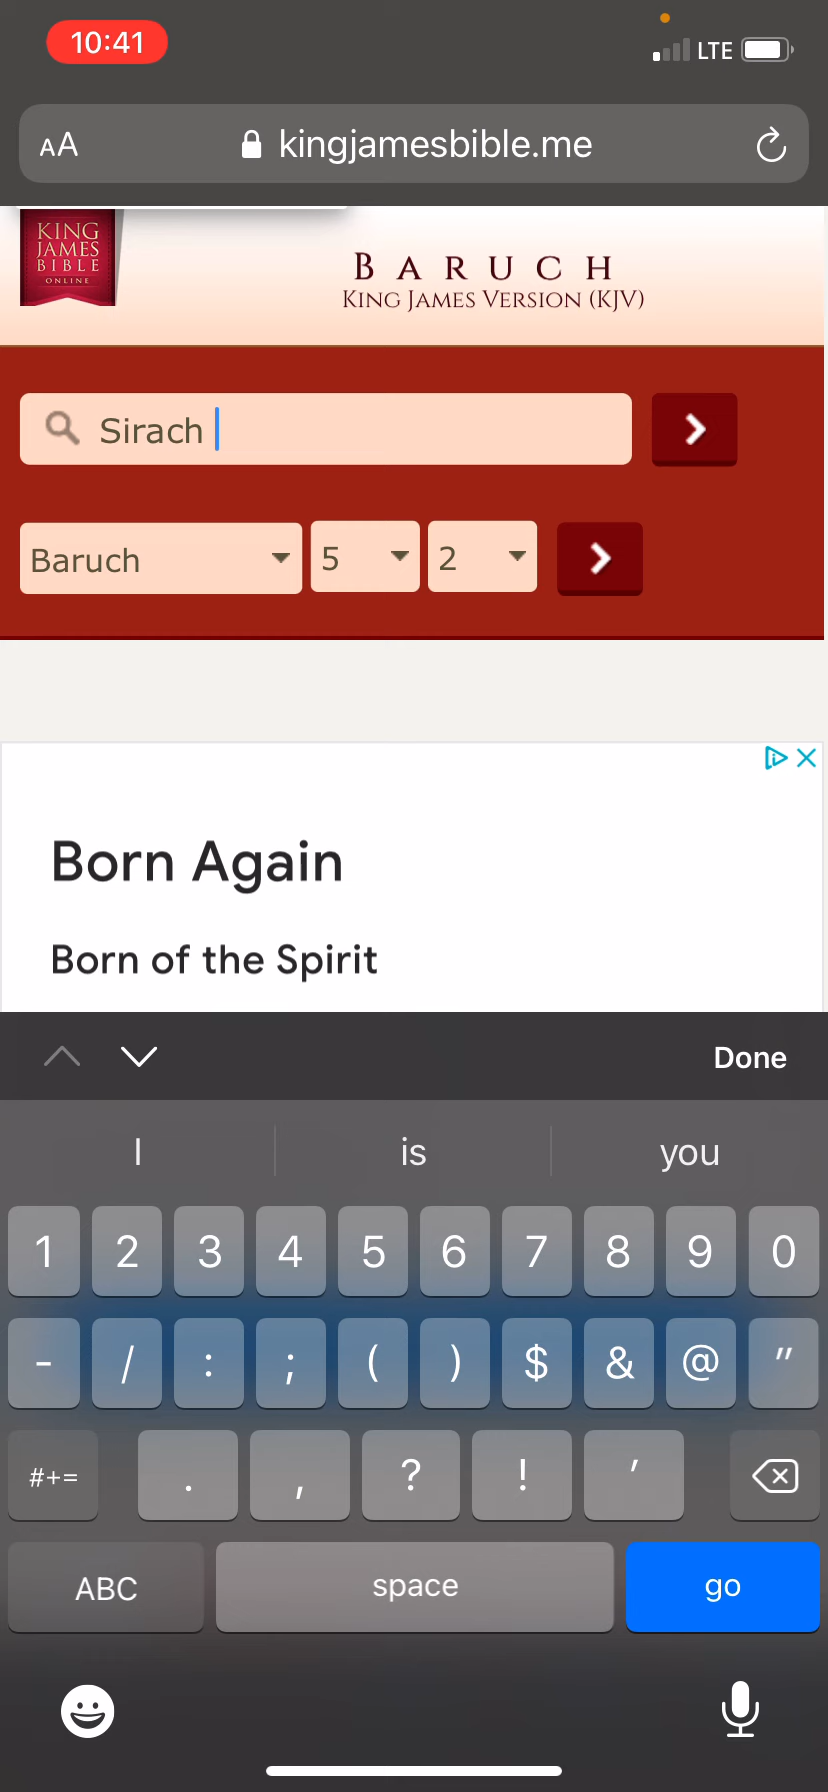 10:41
LTE
AA
kingjamesbible.me
KING
JAMES
BIBLE
ONLINE
BARUCH
KING JAMES VERSION (KJV)
Sirach
Baruch 5 2
Born Again
Born of the Spirit
Done
I is you
1 2 3 4 5 6 7 8 9 0
- / : ; ( ) $ & @ "
#+= . , ? ! '
ABC space go